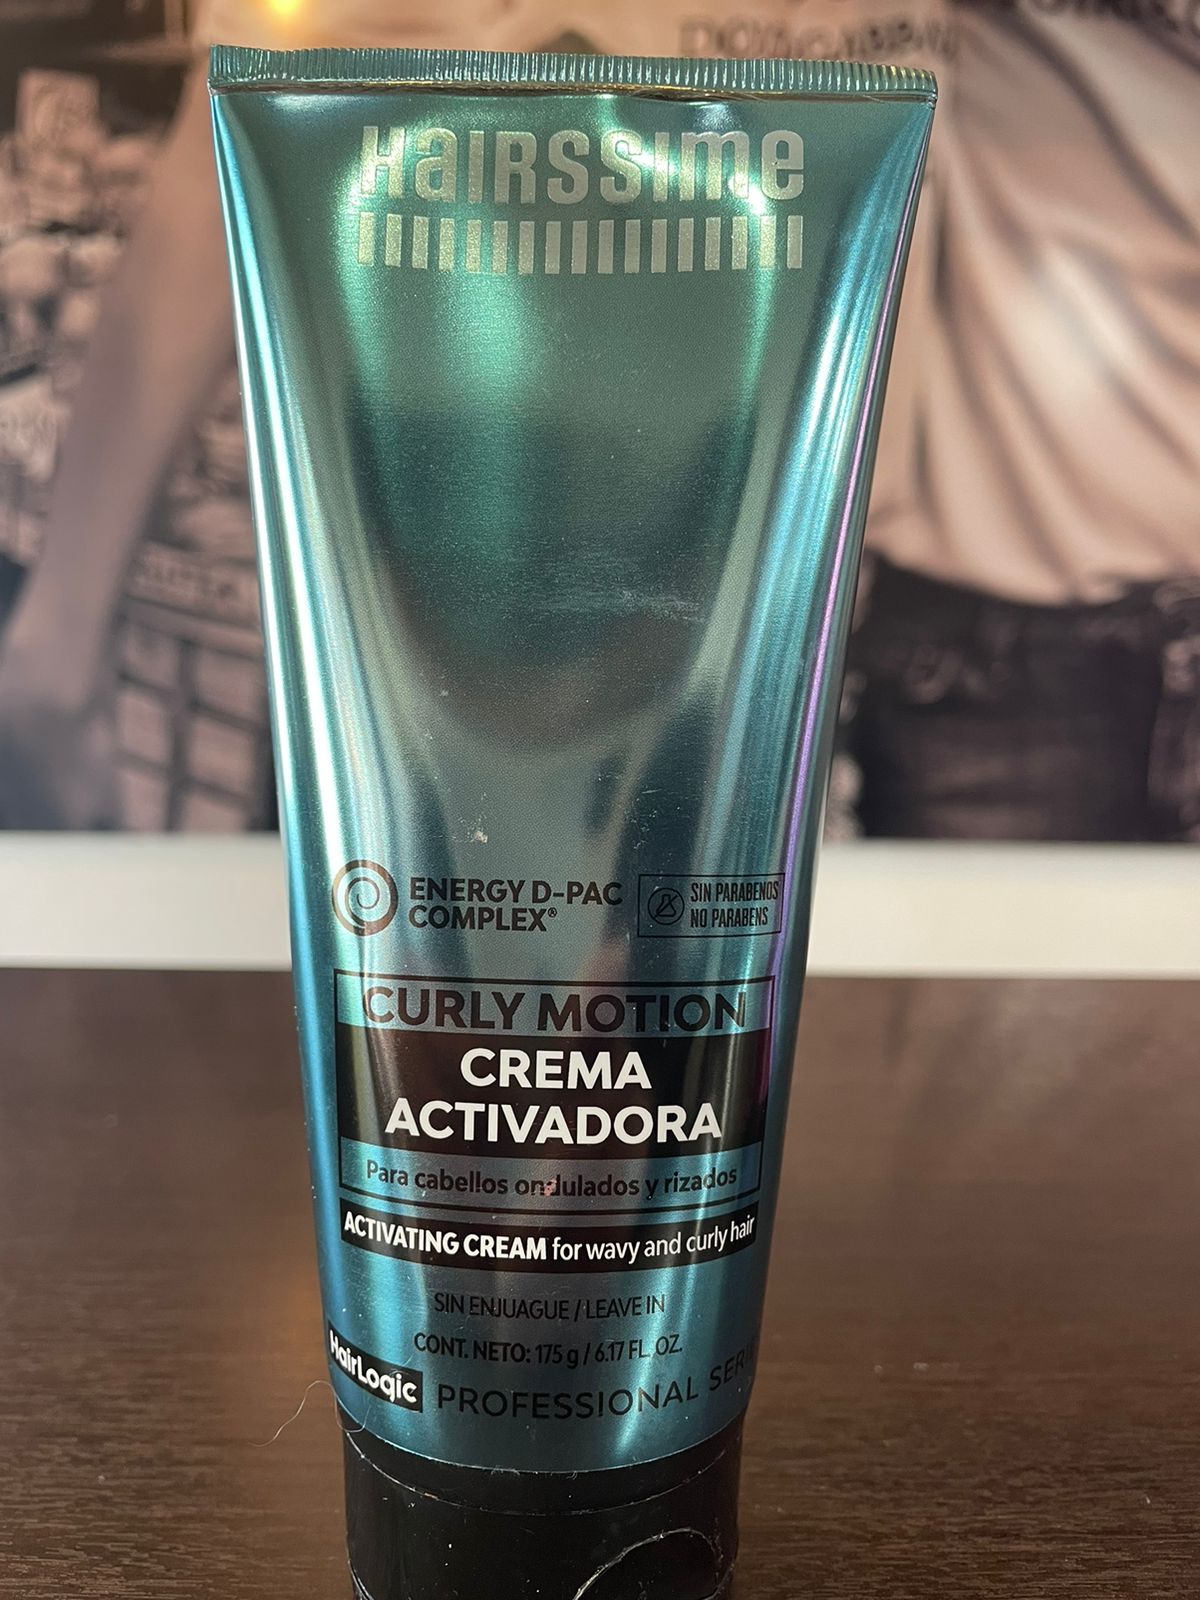 HaIRSSIme
ENERGY D-PAC
COMPLEX®
SIN PARABENOS
NO PARABENS
CURLY MOTION
CREMA
ACTIVADORA
Para cabellos ondulados y rizados
ACTIVATING CREAM for wavy and curly hair
SIN ENJUAGUE / LEAVE IN
CONT. NETO: 175 g / 6.17 FL. OZ.
HairLogic PROFESSIONAL